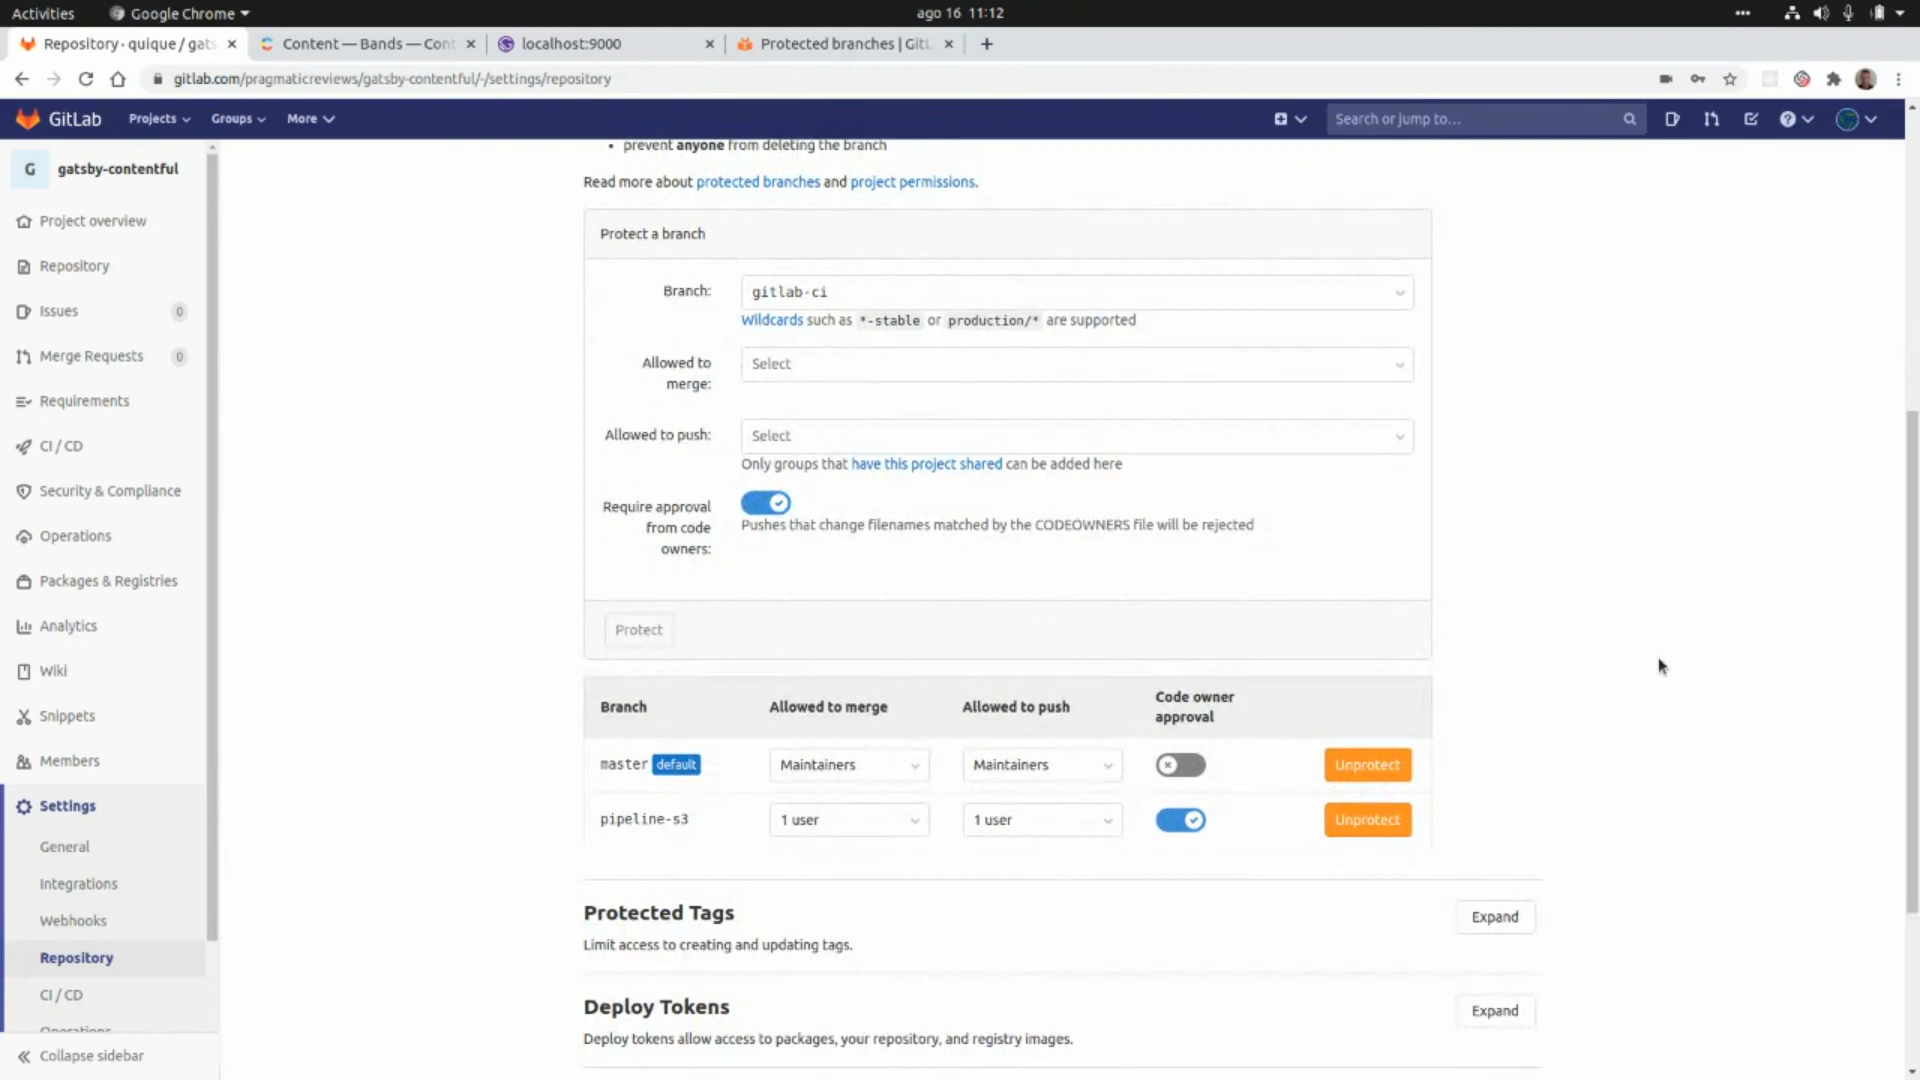 Activities
Google Chrome
ago 16 11:12
Repository · quique / gats
Content — Bands — Cont
localhost:9000
Protected branches | GitL
gitlab.com/pragmaticreviews/gatsby-contentful/-/settings/repository
GitLab
Projects
Groups
More
Search or jump to...
G
gatsby-contentful
Project overview
Repository
Issues 0
Merge Requests 0
Requirements
CI / CD
Security & Compliance
Operations
Packages & Registries
Analytics
Wiki
Snippets
Members
Settings
General
Integrations
Webhooks
Repository
CI / CD
Operations
Collapse sidebar
• prevent anyone from deleting the branch
Read more about protected branches and project permissions.
Protect a branch
Branch:
gitlab-ci
Wildcards such as *-stable or production/* are supported
Allowed to
merge:
Select
Allowed to push:
Select
Only groups that have this project shared can be added here
Require approval
from code
owners:
Pushes that change filenames matched by the CODEOWNERS file will be rejected
Protect
Branch
Allowed to merge
Allowed to push
Code owner
approval
master default
Maintainers
Maintainers
Unprotect
pipeline-s3
1 user
1 user
Unprotect
Protected Tags
Expand
Limit access to creating and updating tags.
Deploy Tokens
Expand
Deploy tokens allow access to packages, your repository, and registry images.